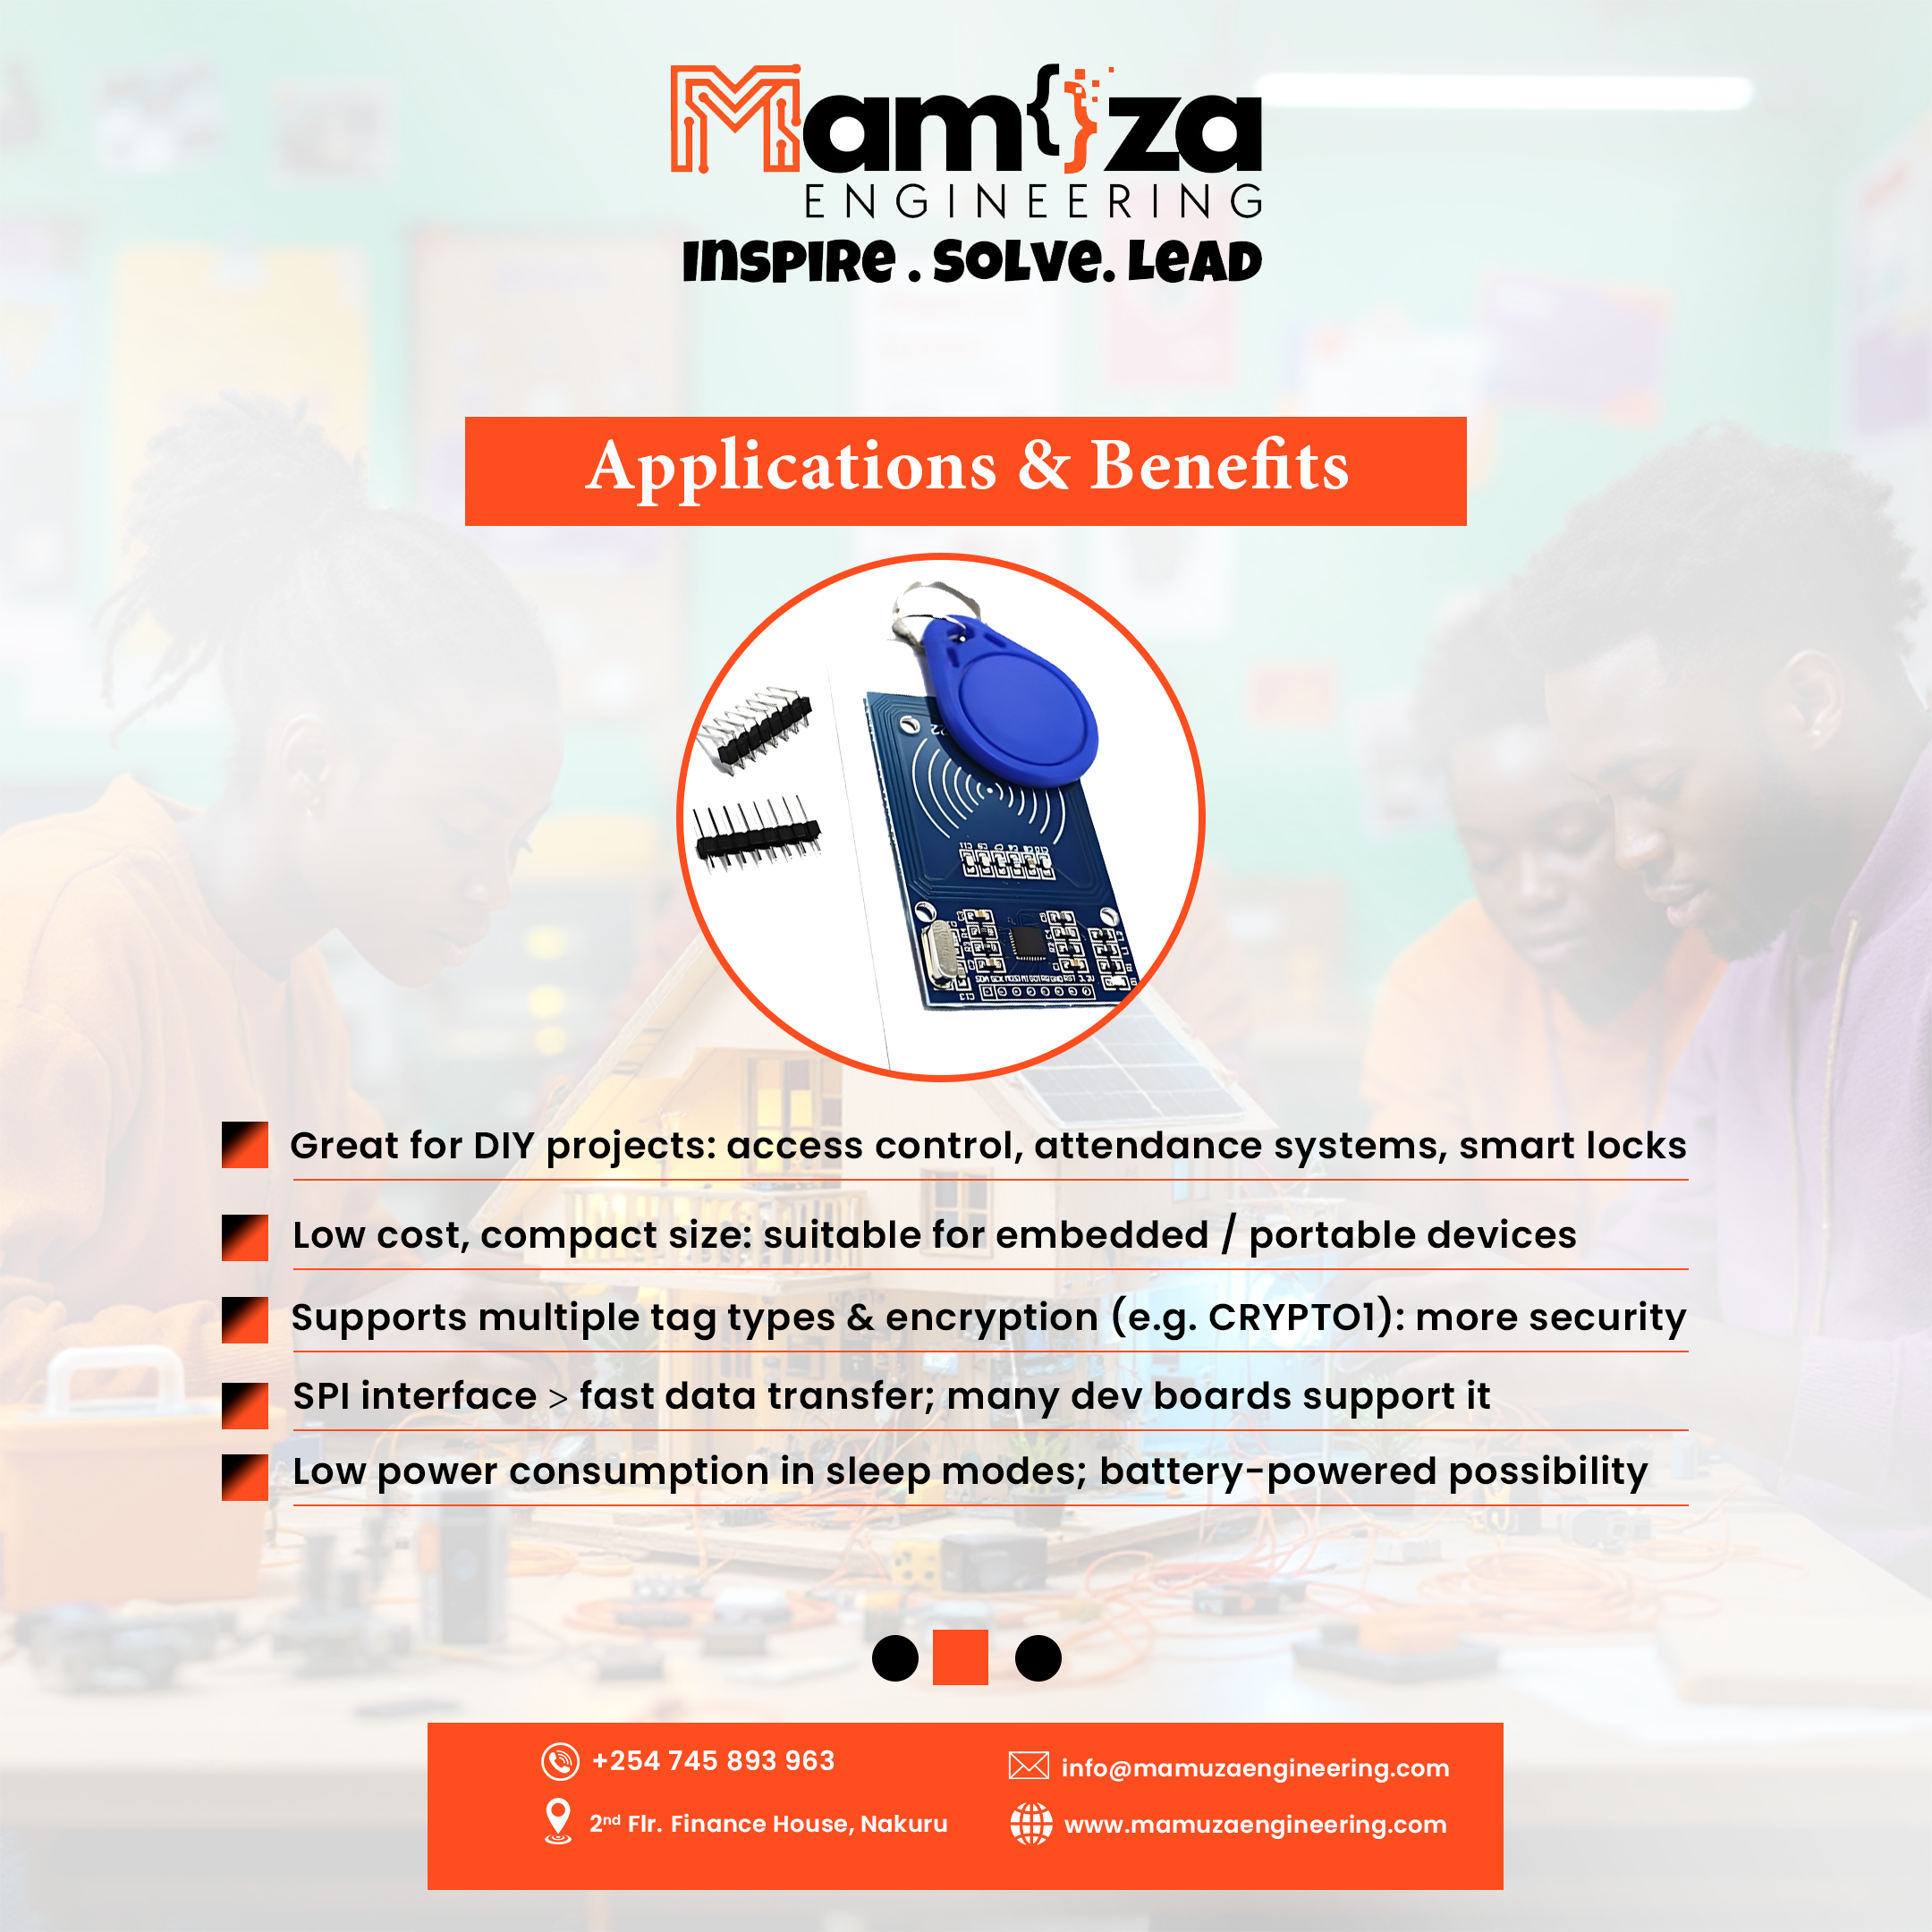 Mam{}za
ENGINEERING
INSPIRE . SOLVE. LEAD
Applications & Benefits
Great for DIY projects: access control, attendance systems, smart locks
Low cost, compact size: suitable for embedded / portable devices
Supports multiple tag types & encryption (e.g. CRYPTO1): more security
SPI interface > fast data transfer; many dev boards support it
Low power consumption in sleep modes; battery-powered possibility
+254 745 893 963
info@mamuzaengineering.com
2nd Flr. Finance House, Nakuru
www.mamuzaengineering.com